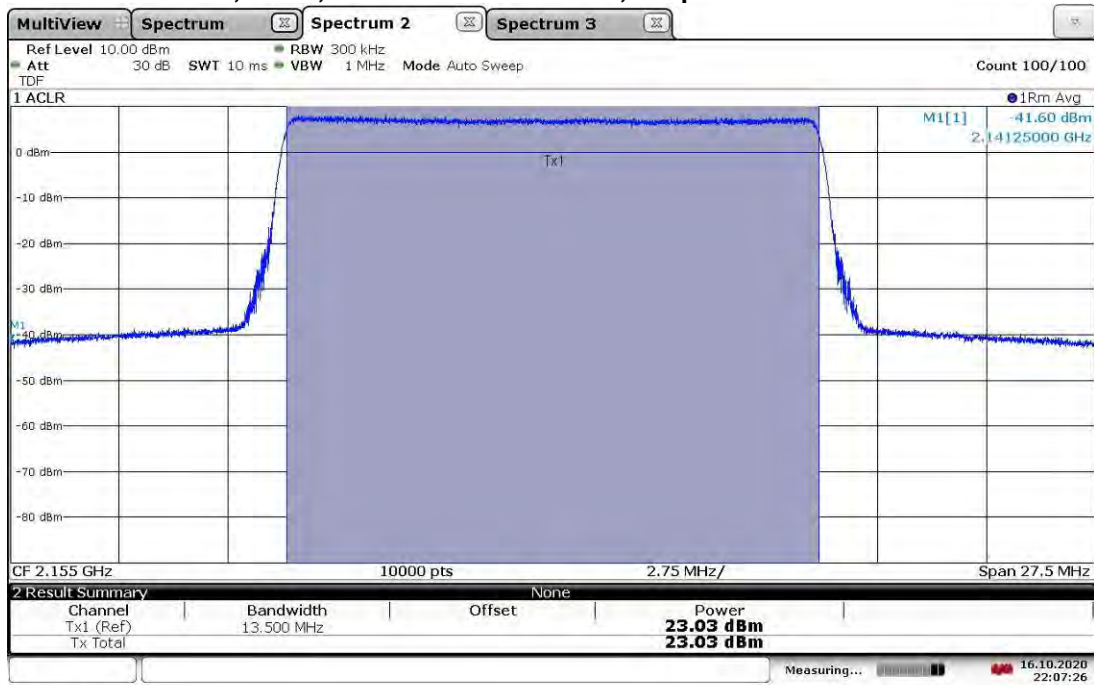 MultiView Spectrum Spectrum 2 Spectrum 3
Ref Level 10.00 dBm RBW 300 kHz
Att 30 dB SWT 10 ms VBW 1 MHz Mode Auto Sweep Count 100/100
TDF
1 ACLR 1Rm Avg
M1[1] -41.60 dBm
2.14125000 GHz
0 dBm
Tx1
-10 dBm
-20 dBm
-30 dBm
M1
-40 dBm
-50 dBm
-60 dBm
-70 dBm
-80 dBm
CF 2.155 GHz 10000 pts 2.75 MHz/ Span 27.5 MHz
2 Result Summary None
Channel Bandwidth Offset Power
Tx1 (Ref) 13.500 MHz 23.03 dBm
Tx Total 23.03 dBm
Measuring... 16.10.2020
22:07:26